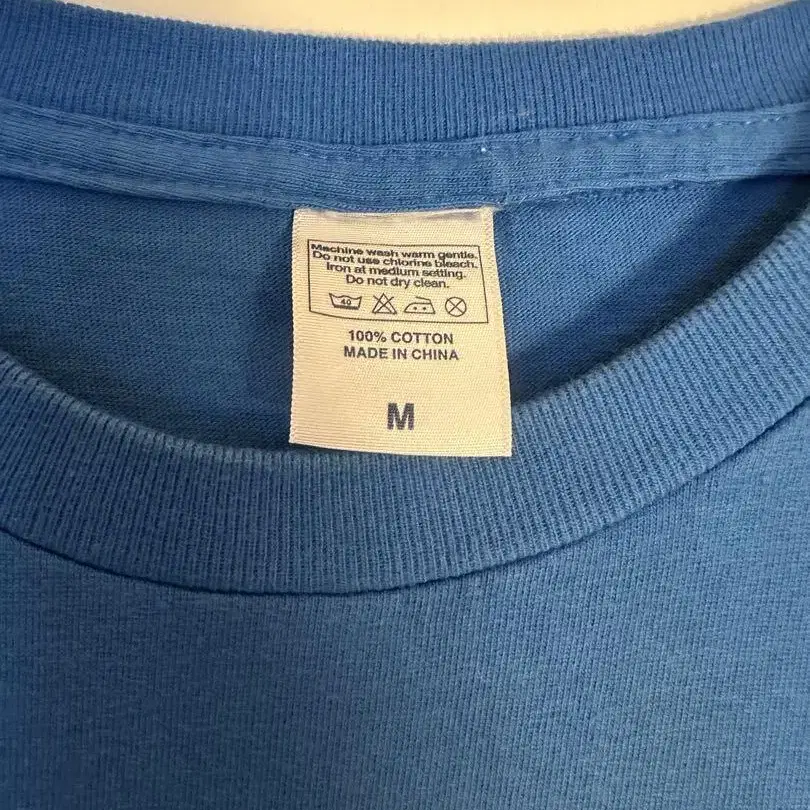 Machine wash warm gentle.
Do not use chlorine bleach.
Iron at medium setting.
Do not dry clean.
40
100% COTTON
MADE IN CHINA
M